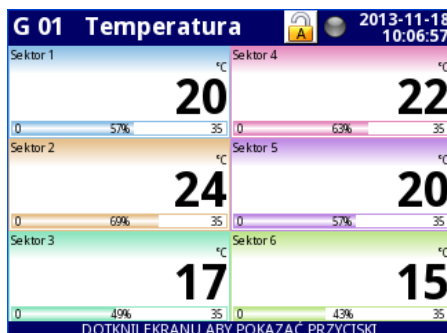 G 01 Temperatura
A
2013-11-18
10:06:57
Sektor 1
°C
20
0 57% 35
Sektor 4
°C
22
0 63% 35
Sektor 2
°C
24
0 69% 35
Sektor 5
°C
20
0 57% 35
Sektor 3
°C
17
0 49% 35
Sektor 6
°C
15
0 43% 35
DOTKNIJ EKRANU ABY POKAZAĆ PRZYCISKI